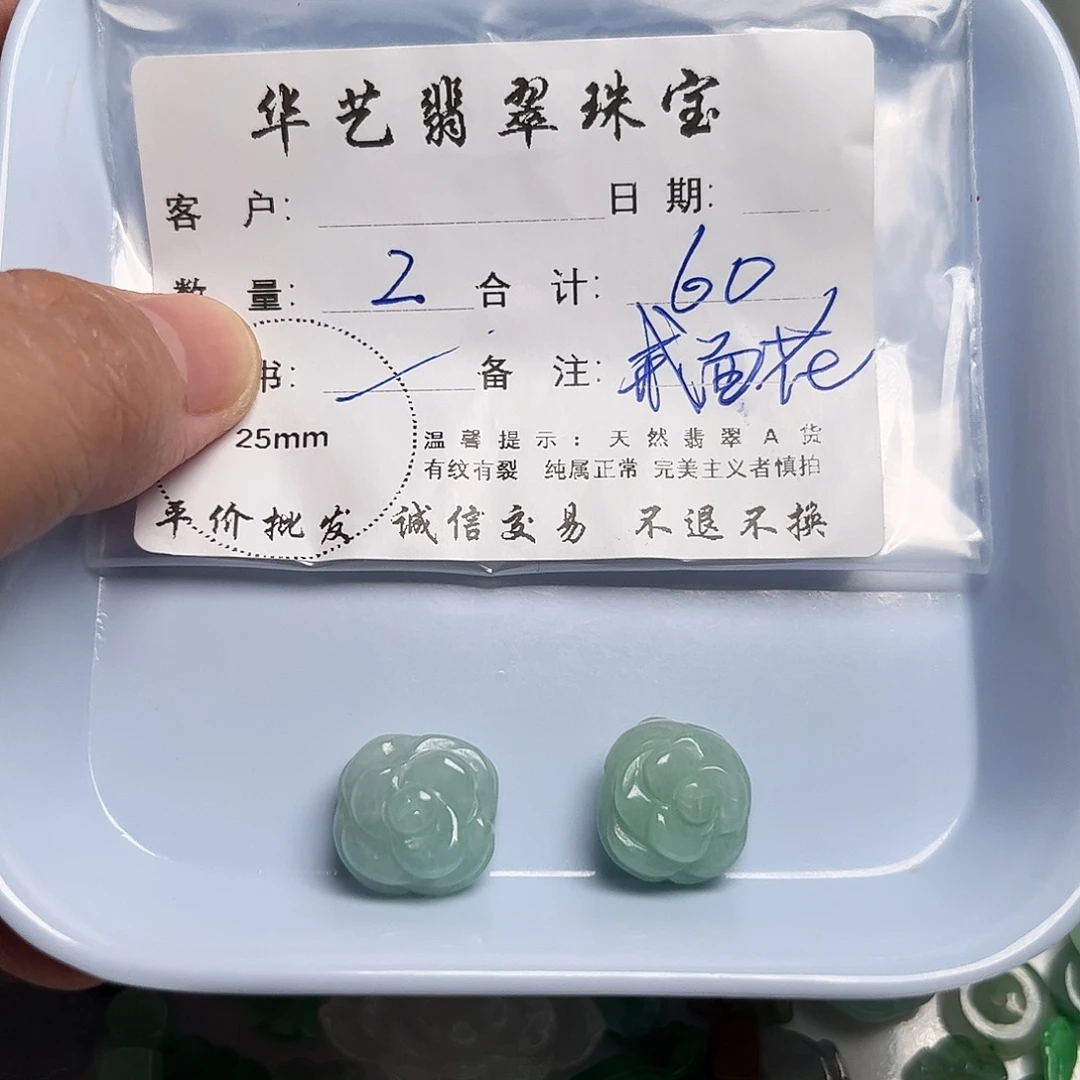 华艺翡翠珠宝
客 户: 日 期:
数 量: 2 合 计: 60
书: 备 注: 戒面花
25mm
温馨提示:天然翡翠A货
有纹有裂 纯属正常 完美主义者慎拍
平价批发 诚信交易 不退不换